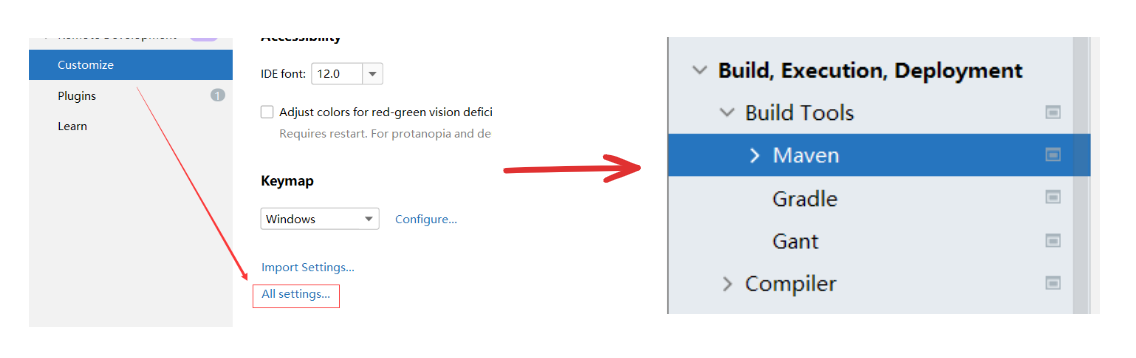 Customize
Plugins
1
Learn
Accessibility
IDE font:
12.0
Adjust colors for red-green vision defici
Requires restart. For protanopia and de
Keymap
Windows
Configure...
Import Settings...
All settings...
Build, Execution, Deployment
Build Tools
Maven
Gradle
Gant
Compiler